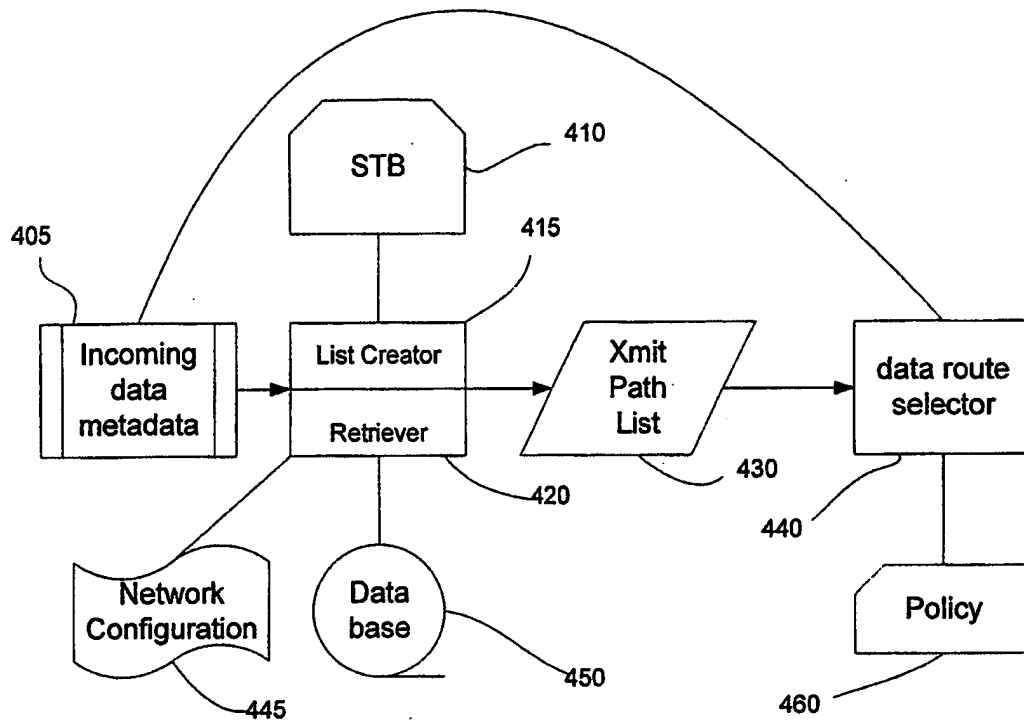 STB
410
405
415
Incoming
data
metadata
List Creator
Retriever
Xmit
Path
List
data route
selector
420
430
440
Network
Configuration
Data
base
Policy
445
450
460